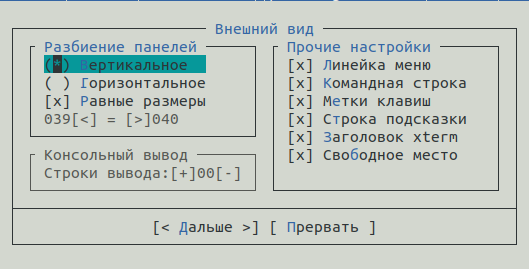 Внешний вид
Разбиение панелей
(*) Вертикальное
( ) Горизонтальное
[x] Равные размеры
039[<] = [>]040
Консольный вывод
Строки вывода:[+]00[-]
Прочие настройки
[x] Линейка меню
[x] Командная строка
[x] Метки клавиш
[x] Строка подсказки
[x] Заголовок xterm
[x] Свободное место
[< Дальше >] [ Прервать ]